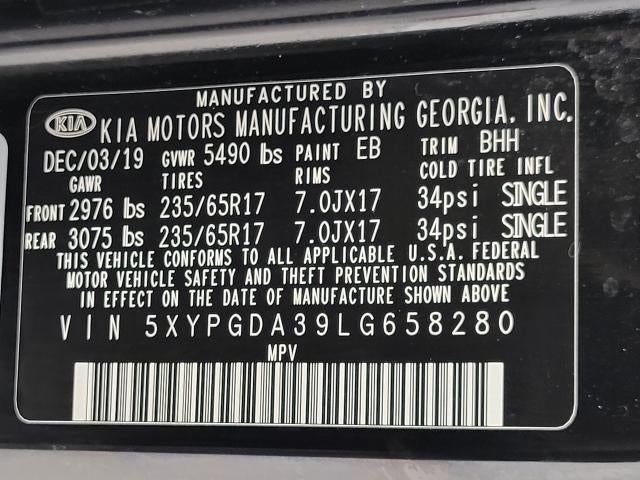 MANUFACTURED BY
KIA KIA MOTORS MANUFACTURING GEORGIA, INC.
DEC/03/19 GVWR 5490 lbs PAINT EB TRIM BHH
GAWR TIRES RIMS COLD TIRE INFL
FRONT 2976 lbs 235/65R17 7.0JX17 34psi SINGLE
REAR 3075 lbs 235/65R17 7.0JX17 34psi SINGLE
THIS VEHICLE CONFORMS TO ALL APPLICABLE U.S.A. FEDERAL
MOTOR VEHICLE SAFETY AND THEFT PREVENTION STANDARDS
IN EFFECT ON THE DATE OF MANUFACTURE SHOWN ABOVE
VIN 5XYPGDA39LG658280
MPV